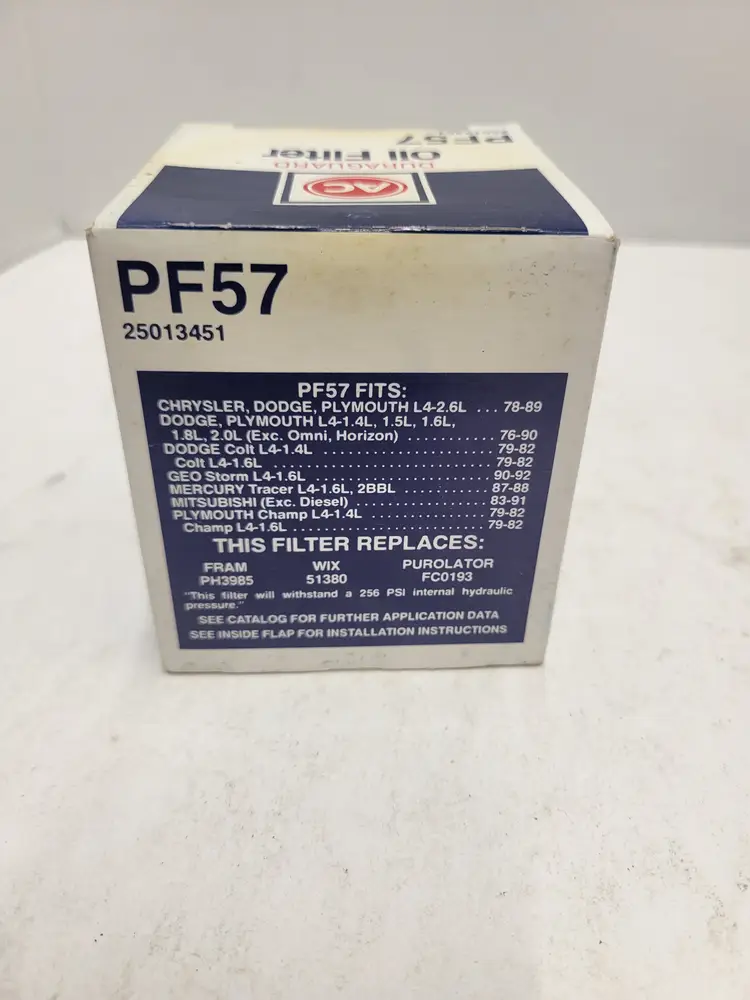 PF57
Oil Filter
DURAGUARD
AC
PF57
25013451
PF57 FITS:
CHRYSLER, DODGE, PLYMOUTH L4-2.6L ... 78-89
DODGE, PLYMOUTH L4-1.4L, 1.5L, 1.6L,
1.8L, 2.0L (Exc. Omni, Horizon) .............. 76-90
DODGE Colt L4-1.4L .......................... 79-82
Colt L4-1.6L ................................ 79-82
GEO Storm L4-1.6L .......................... 90-92
MERCURY Tracer L4-1.6L, 2BBL .............. 87-88
MITSUBISHI (Exc. Diesel) .................... 83-91
PLYMOUTH Champ L4-1.4L .................... 79-82
Champ L4-1.6L .............................. 79-82
THIS FILTER REPLACES:
FRAM WIX PUROLATOR
PH3985 51380 FC0193
"This filter will withstand a 256 PSI internal hydraulic
pressure."
SEE CATALOG FOR FURTHER APPLICATION DATA
SEE INSIDE FLAP FOR INSTALLATION INSTRUCTIONS